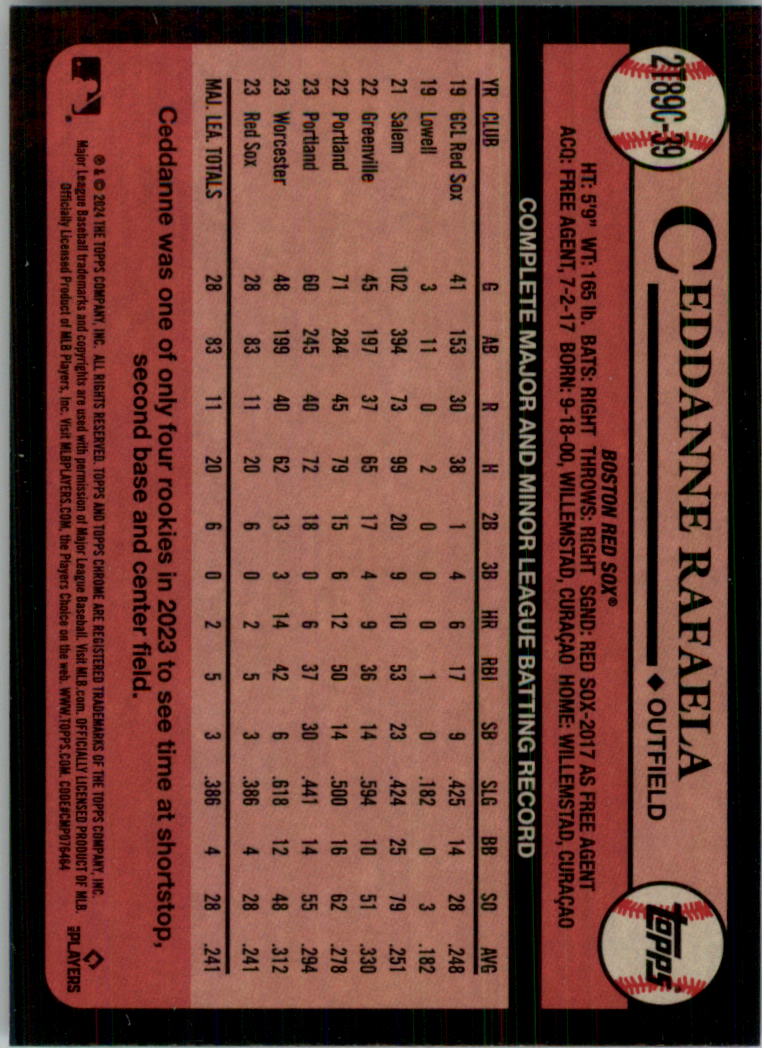 2T89C-39
CEDDANNE RAFAELA
◆ OUTFIELD
topps
BOSTON RED SOX®
HT: 5'9" WT: 165 lb. BATS: RIGHT THROWS: RIGHT SGND: RED SOX-2017 AS FREE AGENT
ACQ: FREE AGENT, 7-2-17 BORN: 9-18-00, WILLEMSTAD, CURAÇAO HOME: WILLEMSTAD, CURAÇAO
COMPLETE MAJOR AND MINOR LEAGUE BATTING RECORD
YR CLUB G AB R H 2B 3B HR RBI SB SLG BB SO AVG
19 GCL Red Sox 41 153 30 38 1 4 6 17 9 .425 14 28 .248
19 Lowell 3 11 0 2 0 0 0 1 0 .182 0 3 .182
21 Salem 102 394 73 99 20 9 10 53 23 .424 25 79 .251
22 Greenville 45 197 37 65 17 4 9 36 14 .594 10 51 .330
22 Portland 71 284 45 79 15 6 12 50 14 .500 16 62 .278
23 Portland 60 245 40 72 18 0 6 37 30 .441 14 55 .294
23 Worcester 48 199 40 62 13 3 14 42 6 .618 12 48 .312
23 Red Sox 28 83 11 20 6 0 2 5 3 .386 4 28 .241
MAJ. LEA. TOTALS 28 83 11 20 6 0 2 5 3 .386 4 28 .241
Ceddanne was one of only four rookies in 2023 to see time at shortstop,
second base and center field.
® & © 2024 THE TOPPS COMPANY, INC. ALL RIGHTS RESERVED. TOPPS AND TOPPS CHROME ARE REGISTERED TRADEMARKS OF THE TOPPS COMPANY, INC.
Major League Baseball trademarks and copyrights are used with permission of Major League Baseball. Visit MLB.com. OFFICIALLY LICENSED PRODUCT OF MLB
Officially Licensed Product of MLB Players, Inc. Visit MLBPLAYERS.COM, the Players Choice on the web. WWW.TOPPS.COM. CODE#CMP076464
PLAYERS